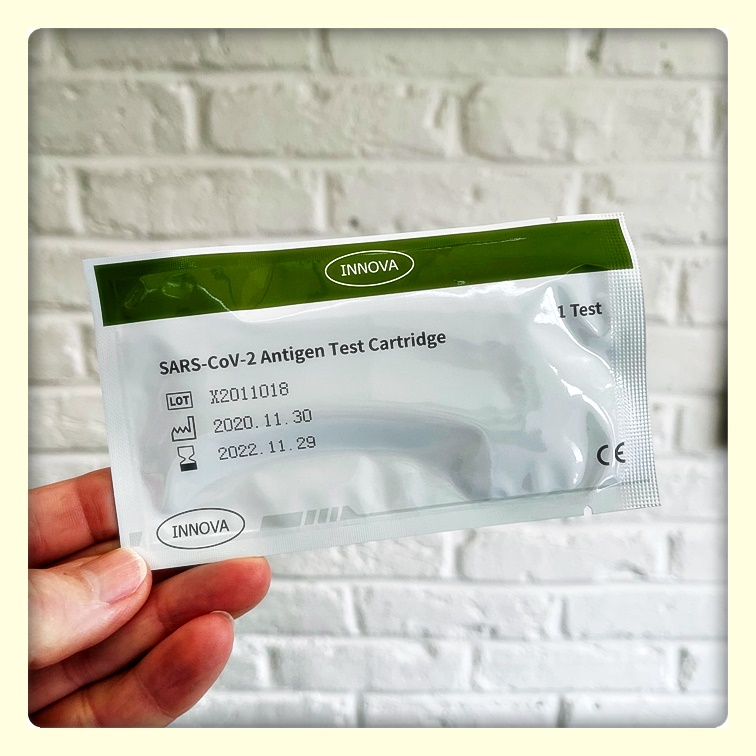 INNOVA
1 Test
SARS-CoV-2 Antigen Test Cartridge
LOT X2011018
2020.11.30
2022.11.29
CE
INNOVA